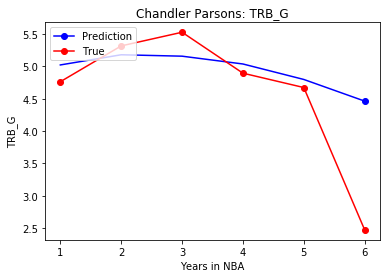 Chandler Parsons: TRB_G
Prediction
True
5.5
5.0
4.5
4.0
3.5
3.0
2.5
TRB_G
1 2 3 4 5 6
Years in NBA